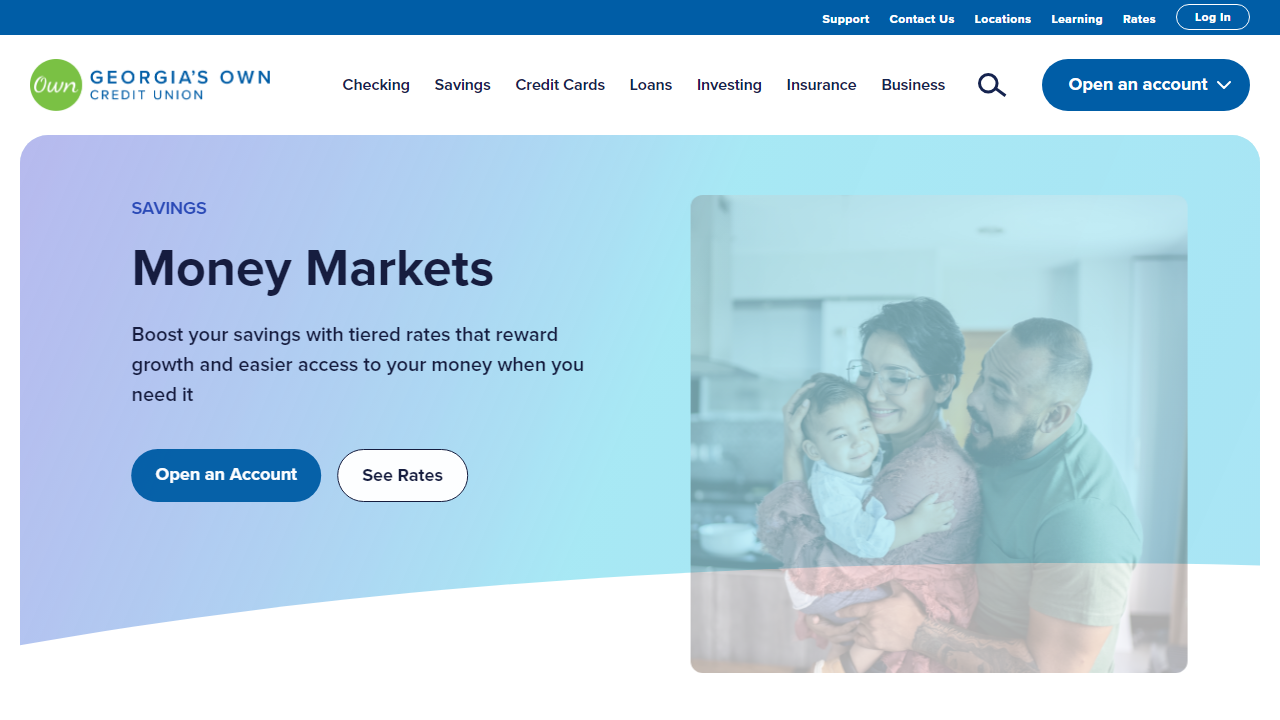 Support Contact Us Locations Learning Rates Log In
Own GEORGIA'S OWN
CREDIT UNION
Checking Savings Credit Cards Loans Investing Insurance Business
Open an account
SAVINGS
Money Markets
Boost your savings with tiered rates that reward
growth and easier access to your money when you
need it
Open an Account See Rates